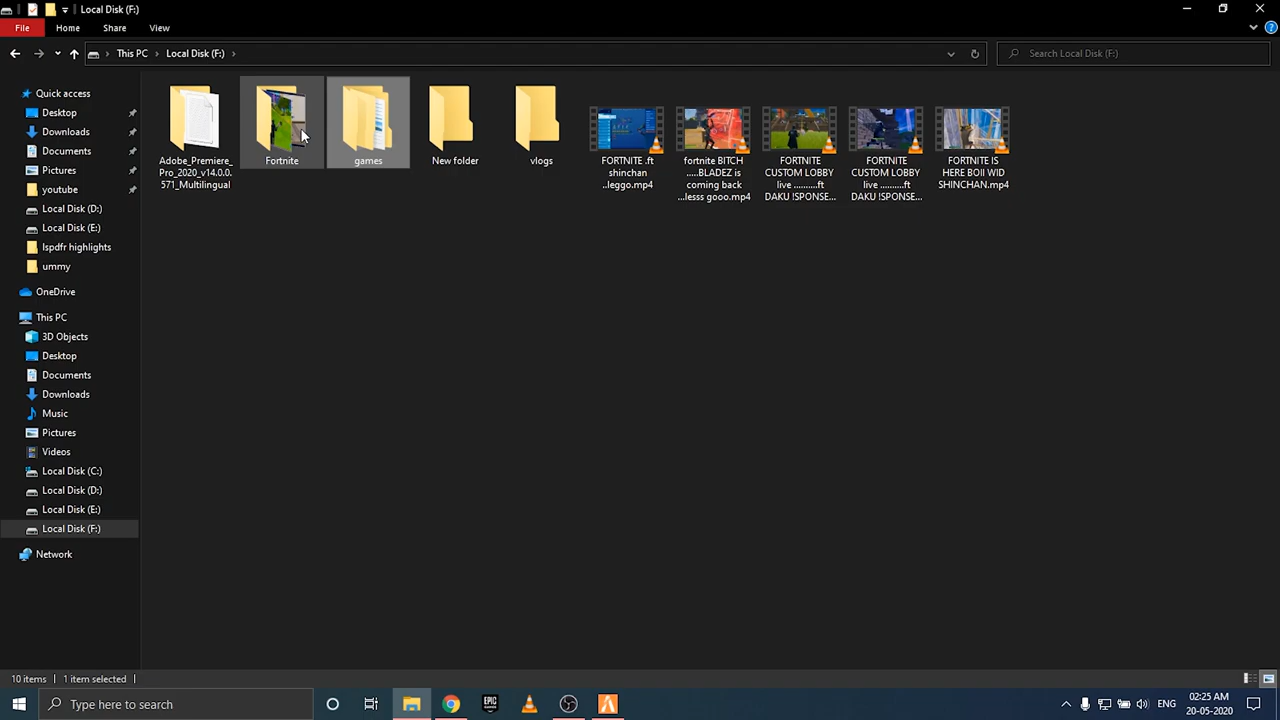 Local Disk (F:)
File
Home
Share
View
This PC
Local Disk (F:)
Search Local Disk (F:)
Quick access
Desktop
Downloads
Documents
Pictures
youtube
Local Disk (D:)
Local Disk (E:)
lspdfr highlights
ummy
OneDrive
This PC
3D Objects
Desktop
Documents
Downloads
Music
Pictures
Videos
Local Disk (C:)
Local Disk (D:)
Local Disk (E:)
Local Disk (F:)
Network
Adobe_Premiere_
Pro_2020_v14.0.0.
571_Multilingual
Fortnite
games
New folder
vlogs
FORTNITE .ft
shinchan
..leggo.mp4
fortnite BITCH
.....BLADEZ is
coming back
...lesss gooo.mp4
FORTNITE
CUSTOM LOBBY
live ..........ft
DAKU !SPONSE...
FORTNITE
CUSTOM LOBBY
live ..........ft
DAKU !SPONSE...
FORTNITE IS
HERE BOII WID
SHINCHAN.mp4
10 items
1 item selected
Type here to search
EPIC
GAMES
ENG
02:25 AM
20-05-2020